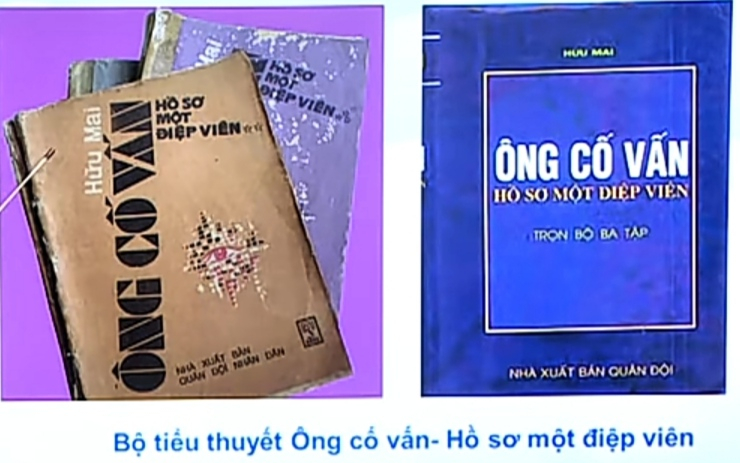 Hữu Mai
ÔNG CỐ VẤN
HỒ SƠ
MỘT
ĐIỆP VIÊN☆☆
NHÀ XUẤT BẢN
QUÂN ĐỘI NHÂN DÂN
Mai
HỒ SƠ
MỘT
ĐIỆP VIÊN
HỮU MAI
ÔNG CỐ VẤN
HỒ SƠ MỘT ĐIỆP VIÊN
TRỌN BỘ BA TẬP
NHÀ XUẤT BẢN QUÂN ĐỘI
Bộ tiểu thuyết Ông cố vấn- Hồ sơ một điệp viên